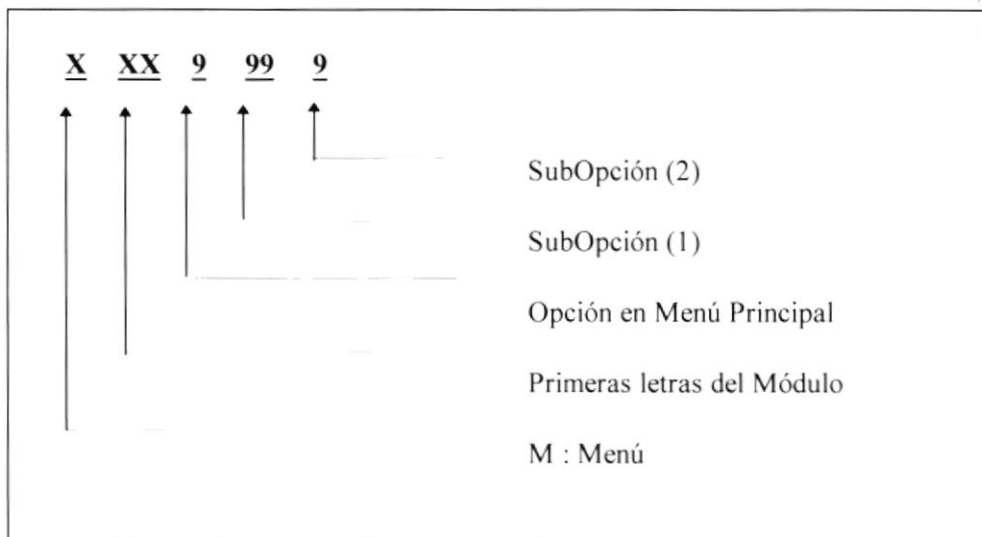 X XX 9 99 9
SubOpción (2)
SubOpción (1)
Opción en Menú Principal
Primeras letras del Módulo
M : Menú